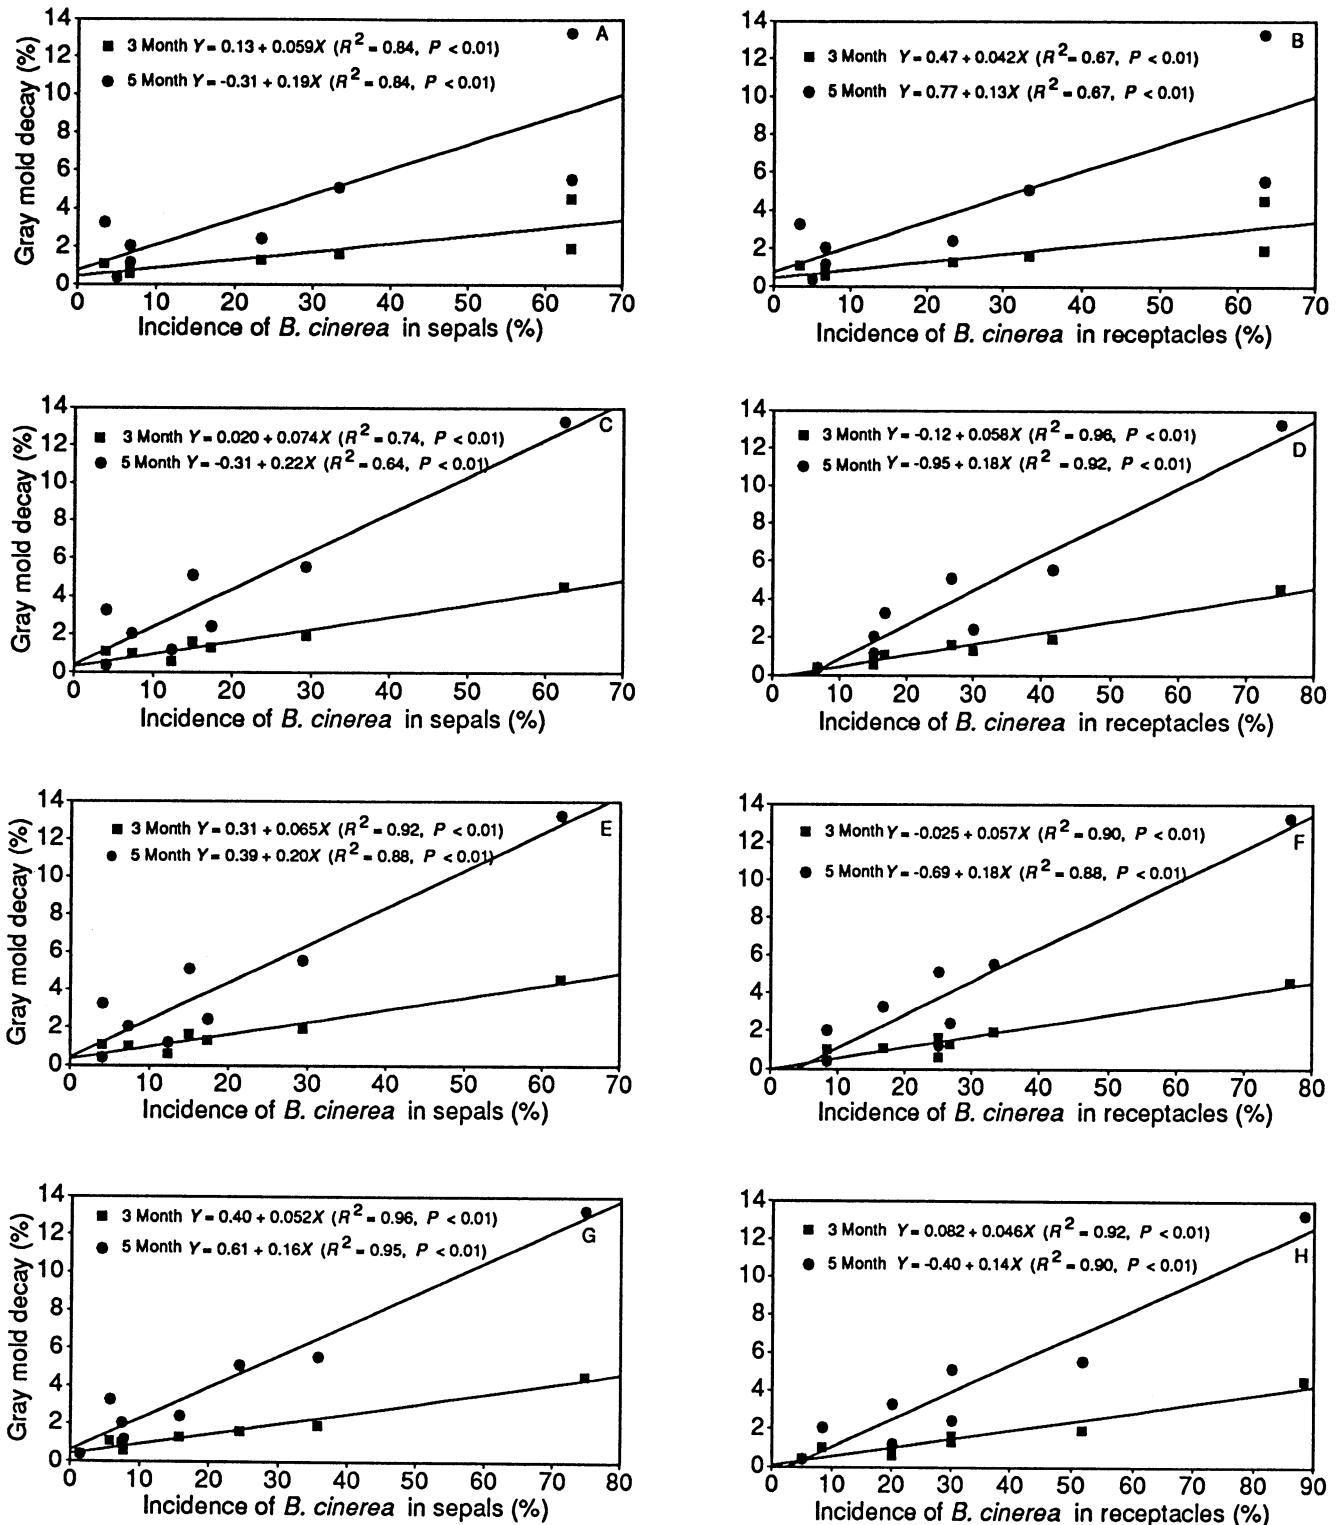 Gray mold decay (%)
14
12
10
8
6
4
2
0
■ 3 Month Y = 0.13 + 0.059X (R² = 0.84, P < 0.01)
● 5 Month Y = -0.31 + 0.19X (R² = 0.84, P < 0.01)
A
0 10 20 30 40 50 60 70
Incidence of B. cinerea in sepals (%)
14
12
10
8
6
4
2
0
■ 3 Month Y = 0.47 + 0.042X (R² = 0.67, P < 0.01)
● 5 Month Y = 0.77 + 0.13X (R² = 0.67, P < 0.01)
B
0 10 20 30 40 50 60 70
Incidence of B. cinerea in receptacles (%)
Gray mold decay (%)
14
12
10
8
6
4
2
0
■ 3 Month Y = 0.020 + 0.074X (R² = 0.74, P < 0.01)
● 5 Month Y = -0.31 + 0.22X (R² = 0.64, P < 0.01)
C
0 10 20 30 40 50 60 70
Incidence of B. cinerea in sepals (%)
14
12
10
8
6
4
2
0
■ 3 Month Y = -0.12 + 0.058X (R² = 0.96, P < 0.01)
● 5 Month Y = -0.95 + 0.18X (R² = 0.92, P < 0.01)
D
0 10 20 30 40 50 60 70 80
Incidence of B. cinerea in receptacles (%)
Gray mold decay (%)
14
12
10
8
6
4
2
0
■ 3 Month Y = 0.31 + 0.065X (R² = 0.92, P < 0.01)
● 5 Month Y = 0.39 + 0.20X (R² = 0.88, P < 0.01)
E
0 10 20 30 40 50 60 70
Incidence of B. cinerea in sepals (%)
14
12
10
8
6
4
2
0
■ 3 Month Y = -0.025 + 0.057X (R² = 0.90, P < 0.01)
● 5 Month Y = -0.69 + 0.18X (R² = 0.88, P < 0.01)
F
0 10 20 30 40 50 60 70 80
Incidence of B. cinerea in receptacles (%)
Gray mold decay (%)
14
12
10
8
6
4
2
0
■ 3 Month Y = 0.40 + 0.052X (R² = 0.96, P < 0.01)
● 5 Month Y = 0.61 + 0.16X (R² = 0.95, P < 0.01)
G
0 10 20 30 40 50 60 70 80
Incidence of B. cinerea in sepals (%)
14
12
10
8
6
4
2
0
■ 3 Month Y = 0.082 + 0.046X (R² = 0.92, P < 0.01)
● 5 Month Y = -0.40 + 0.14X (R² = 0.90, P < 0.01)
H
0 10 20 30 40 50 60 70 80 90
Incidence of B. cinerea in receptacles (%)